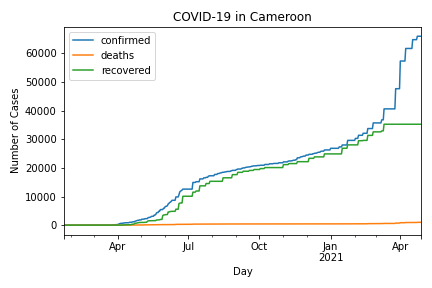 COVID-19 in Cameroon
confirmed
deaths
recovered
60000
50000
40000
30000
20000
10000
0
Number of Cases
Apr
Jul
Oct
Jan
2021
Apr
Day